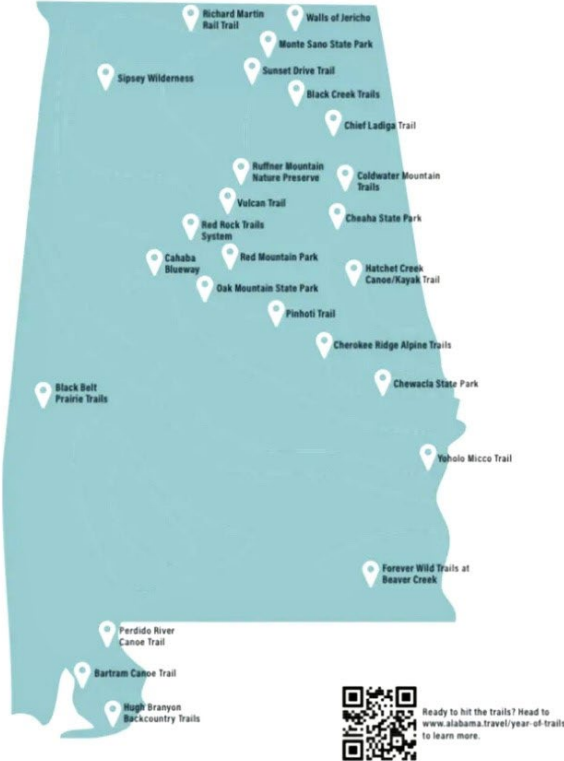 Richard Martin
Rail Trail
Walls of Jericho
Monte Sano State Park
Sunset Drive Trail
Sipsey Wilderness
Black Creek Trails
Chief Ladiga Trail
Ruffner Mountain
Nature Preserve
Coldwater Mountain
Trails
Vulcan Trail
Cheaha State Park
Red Rock Trails
System
Red Mountain Park
Cahaba
Blueway
Hatchet Creek
Canoe/Kayak Trail
Oak Mountain State Park
Pinhoti Trail
Cherokee Ridge Alpine Trails
Chewacla State Park
Black Belt
Prairie Trails
Yoholo Micco Trail
Forever Wild Trails at
Beaver Creek
Perdido River
Canoe Trail
Bartram Canoe Trail
Hugh Branyon
Backcountry Trails
Ready to hit the trails? Head to
www.alabama.travel/year-of-trails
to learn more.